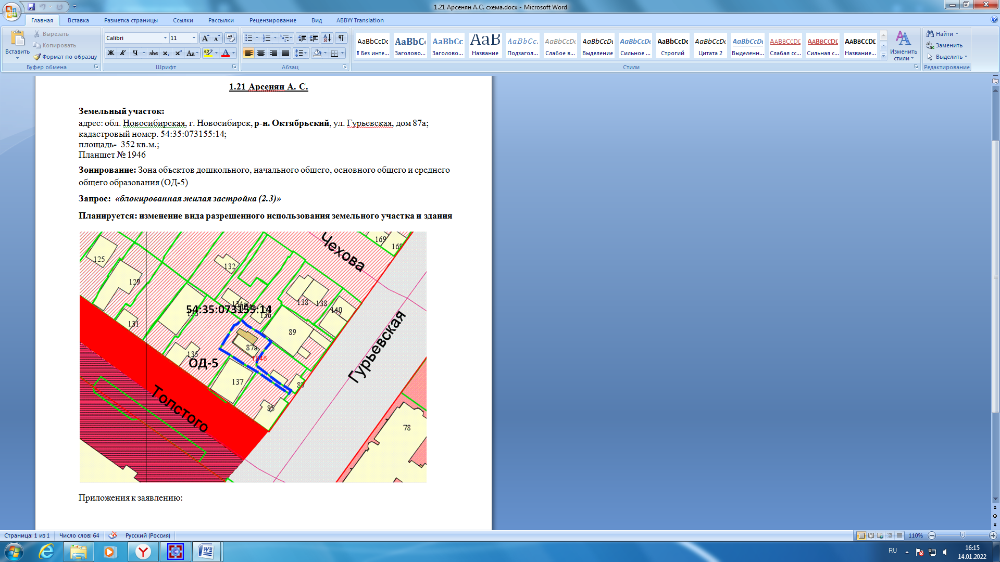 1.21 Арсенян А.С. схема.docx - Microsoft Word
Главная Вставка Разметка страницы Ссылки Рассылки Рецензирование Вид ABBYY Translation
Вставить
Вырезать
Копировать
Формат по образцу
Буфер обмена
Calibri 11
Ж К Ч abc x₂ x² Aa
Шрифт
Абзац
AaBbCcDc AaBbCc AaBbCc АаВ AaBbCc. AaBbCcDc AaBbCcDc AaBbCcDc AaBbCcDc AaBbCcDc AaBbCcDc AABBCCDE AABBCCDE AABBCCDE
¶ Без инте... Заголово... Заголово... Название Подзагол... Слабое в... Выделение Сильное ... Строгий Цитата 2 Выделенн... Слабая сс... Сильная с... Название...
Изменить стили
Стили
Найти
Заменить
Выделить
Редактирование
1.21 Арсенян А. С.
Земельный участок:
адрес: обл. Новосибирская, г. Новосибирск, р-н. Октябрьский, ул. Гурьевская, дом 87а;
кадастровый номер. 54:35:073155:14;
площадь- 352 кв.м.;
Планшет № 1946
Зонирование: Зона объектов дошкольного, начального общего, основного общего и среднего
общего образования (ОД-5)
Запрос: «блокированная жилая застройка (2.3)»
Планируется: изменение вида разрешенного использования земельного участка и здания
Чехова
169
125
132
129
138
138
134а
54:35:073155:14
136
140
131
89
87а
135
1946
ОД-5
Гурьевская
137
87
85
Толстого
78
Приложения к заявлению:
Страница: 1 из 1 Число слов: 64 Русский (Россия) 110%
RU
16:15
14.01.2022